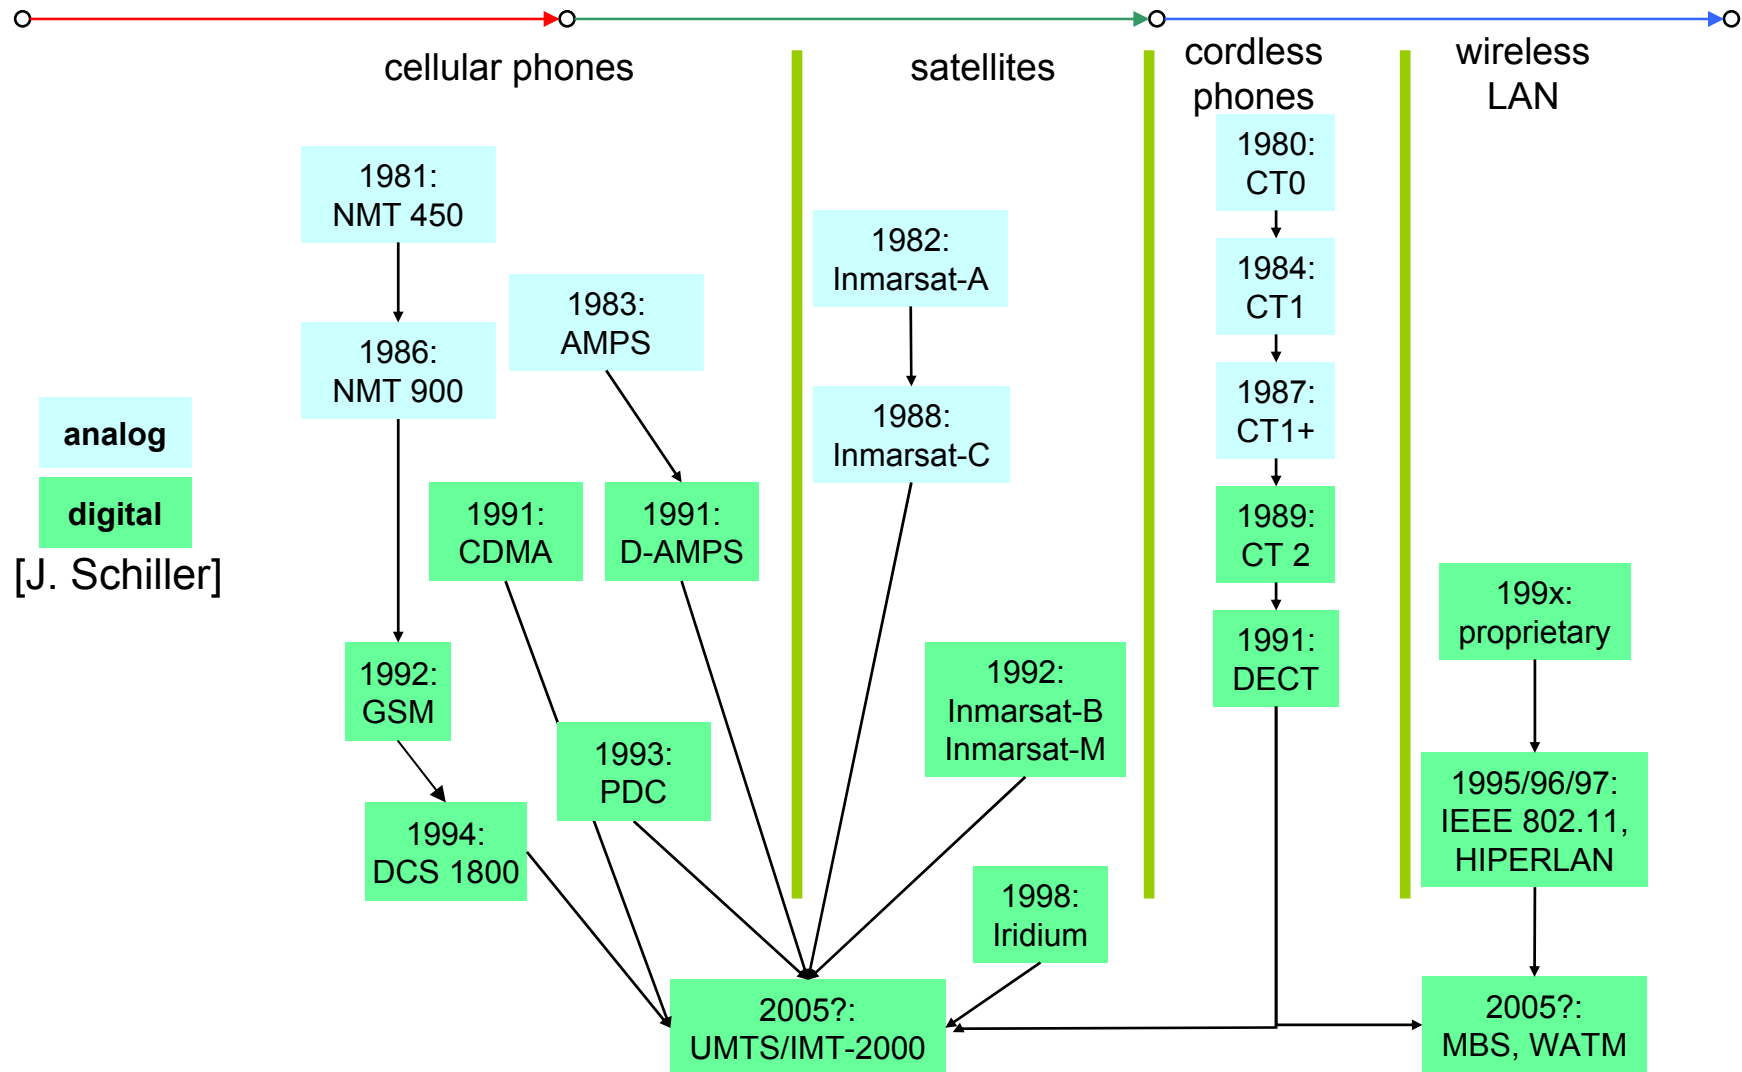 cellular phones
satellites
cordless
phones
wireless
LAN
1981:
NMT 450
1986:
NMT 900
1983:
AMPS
1991:
CDMA
1991:
D-AMPS
1992:
GSM
1993:
PDC
1994:
DCS 1800
1982:
Inmarsat-A
1988:
Inmarsat-C
1992:
Inmarsat-B
Inmarsat-M
1998:
Iridium
2005?:
UMTS/IMT-2000
1980:
CT0
1984:
CT1
1987:
CT1+
1989:
CT 2
1991:
DECT
199x:
proprietary
1995/96/97:
IEEE 802.11,
HIPERLAN
2005?:
MBS, WATM
analog
digital
[J. Schiller]